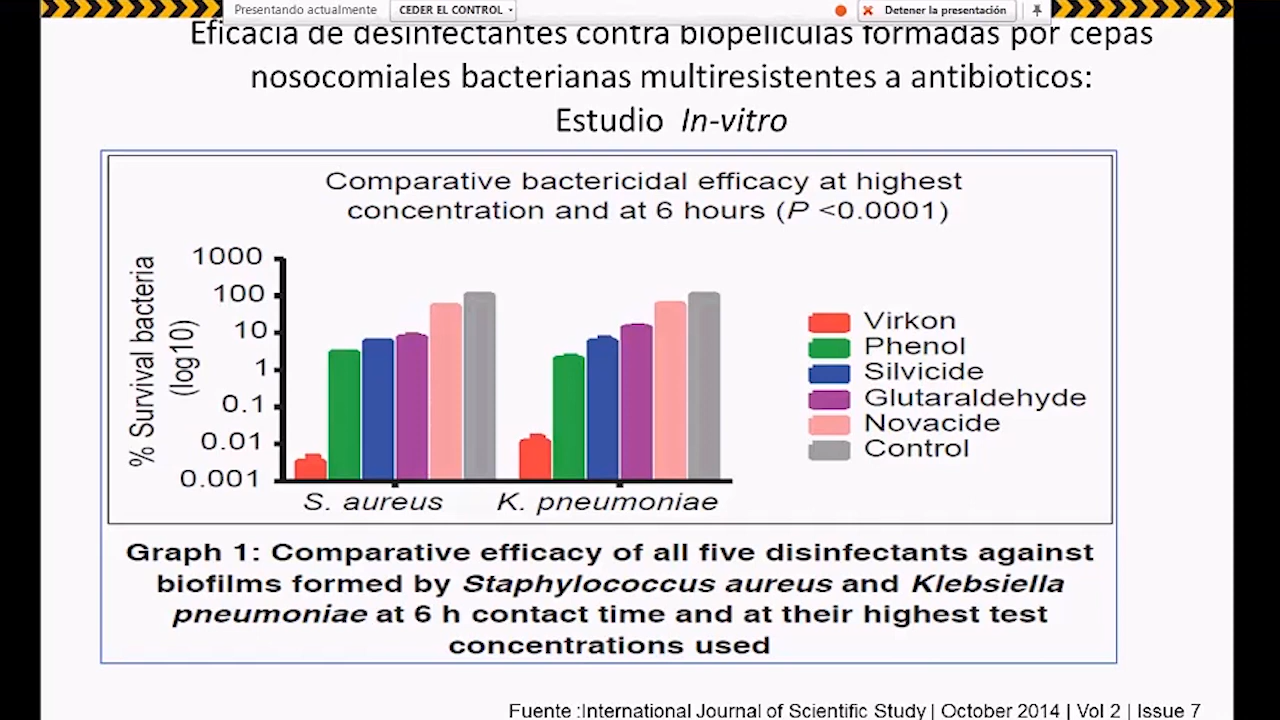 Presentando actualmente
CEDER EL CONTROL
Detener la presentación
Eficacia de desinfectantes contra biopeliculas formadas por cepas
nosocomiales bacterianas multiresistentes a antibioticos:
Estudio In-vitro
Comparative bactericidal efficacy at highest
concentration and at 6 hours (P <0.0001)
% Survival bacteria
(log10)
1000
100
10
1
0.1
0.01
0.001
S. aureus
K. pneumoniae
Virkon
Phenol
Silvicide
Glutaraldehyde
Novacide
Control
Graph 1: Comparative efficacy of all five disinfectants against
biofilms formed by Staphylococcus aureus and Klebsiella
pneumoniae at 6 h contact time and at their highest test
concentrations used
Fuente :International Journal of Scientific Study | October 2014 | Vol 2 | Issue 7